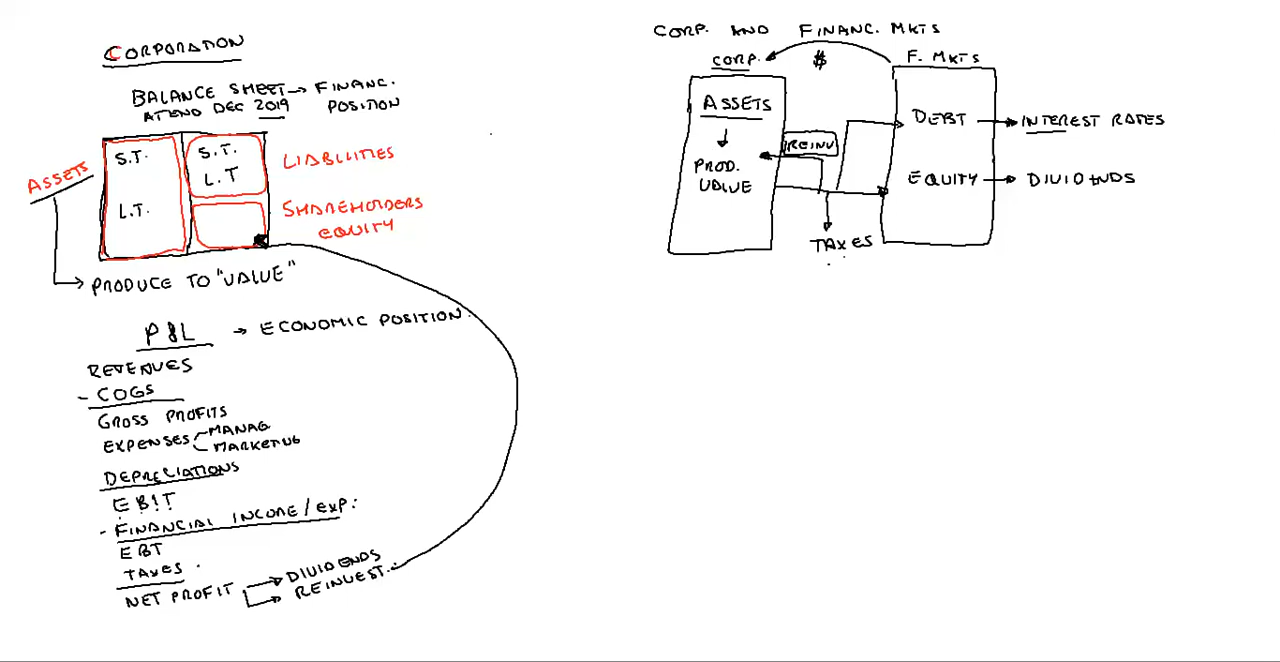 CORPORATION
BALANCE SHEET → FINANC.
AT END DEC 2019 POSITION
ASSETS
S.T.
L.T.
S.T.
L.T
LIABILITIES
SHAREHOLDERS
EQUITY
PRODUCE TO "VALUE"
P&L → ECONOMIC POSITION.
REVENUES
- COGS
GROSS PROFITS
EXPENSES MANAG
MARKETING
DEPRECIATIONS
EBIT
- FINANCIAL INCOME/EXP.
EBT
TAXES
NET PROFIT DIVIDENDS
REINVEST.
CORP. AND FINANC. MKTS
CORP. $ F. MKTS
ASSETS
PROD.
VALUE
REINV
TAXES
DEBT → INTEREST RATES
EQUITY → DIVIDENDS